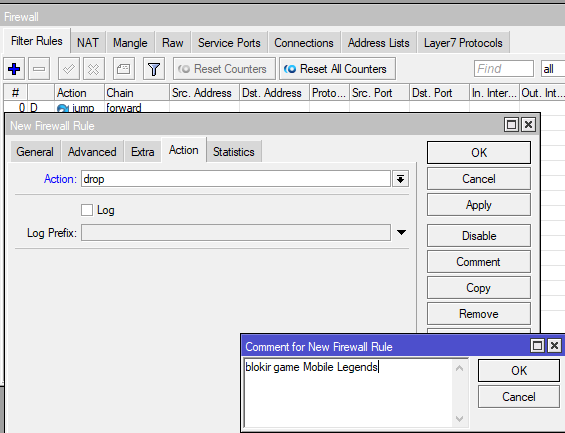 Firewall
Filter Rules NAT Mangle Raw Service Ports Connections Address Lists Layer7 Protocols
Reset Counters Reset All Counters Find all
# Action Chain Src. Address Dst. Address Proto... Src. Port Dst. Port In. Inter... Out. Int...
0 D jump forward
New Firewall Rule
General Advanced Extra Action Statistics
OK
Action: drop
Cancel
Log
Apply
Log Prefix:
Disable
Comment
Copy
Remove
Comment for New Firewall Rule
blokir game Mobile Legends
OK
Cancel